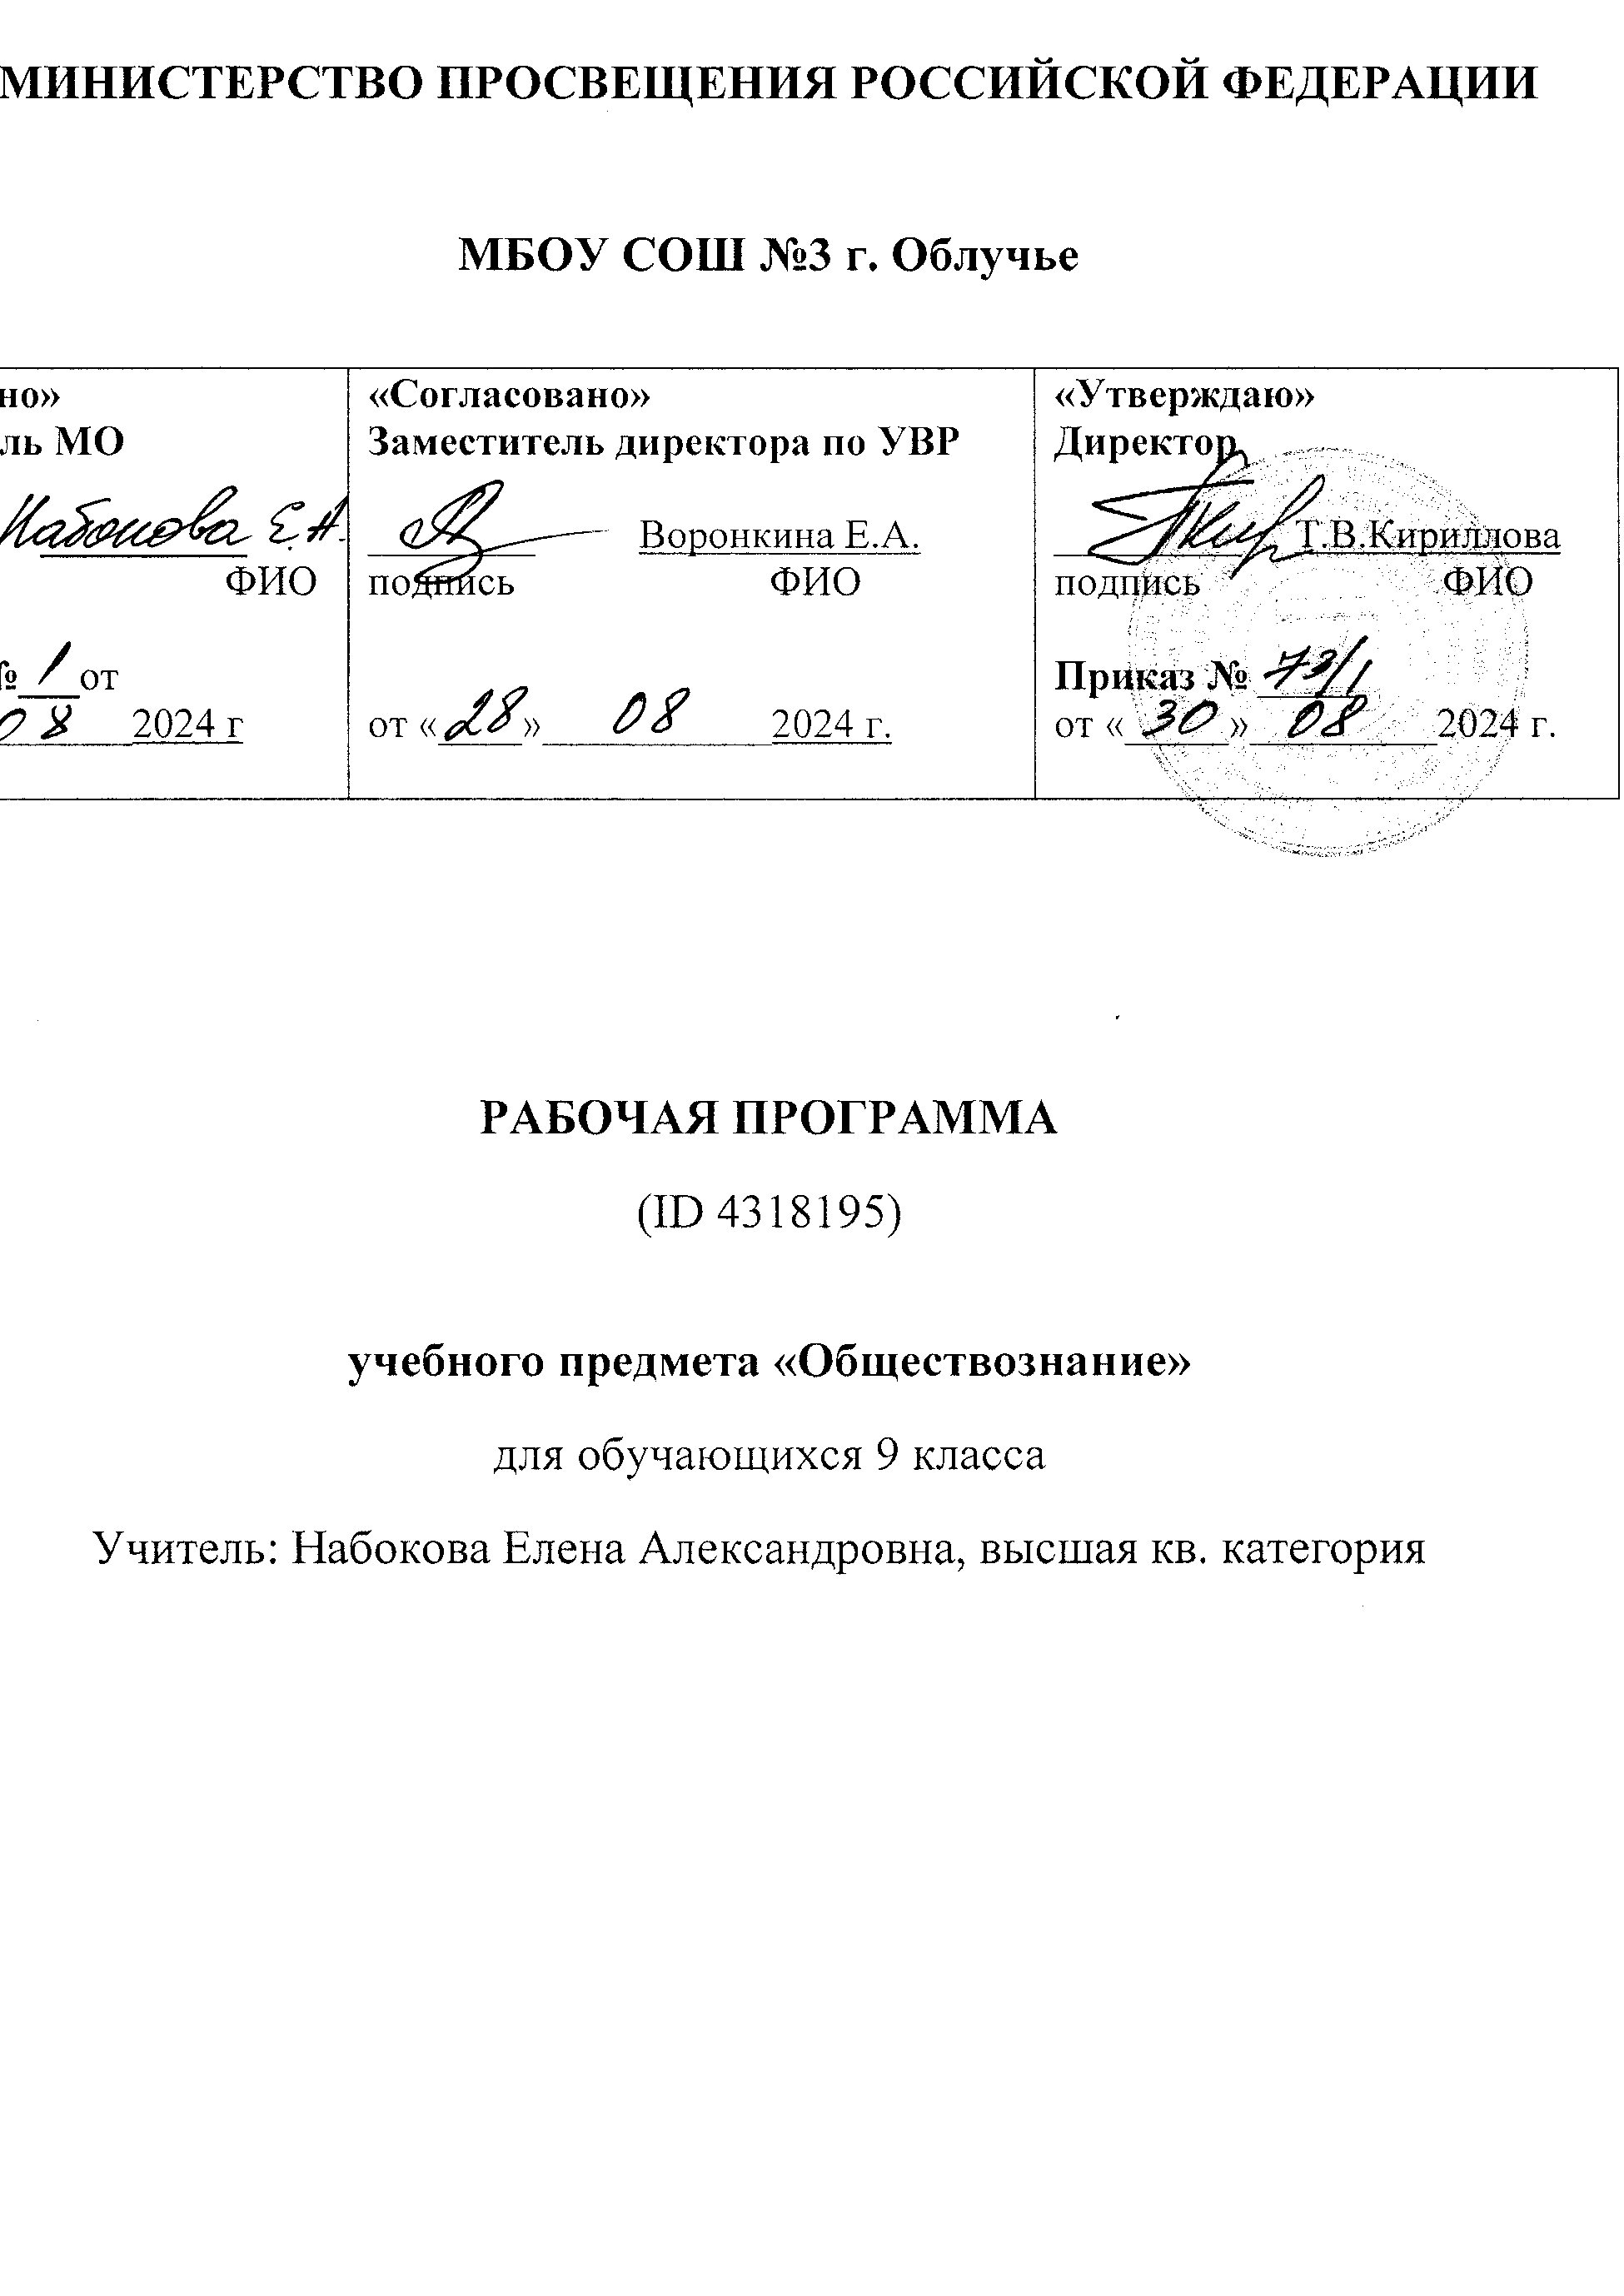 МИНИСТЕРСТВО ПРОСВЕЩЕНИЯ РОССИЙСКОЙ ФЕДЕРАЦИИ
МБОУ СОШ №3 г. Облучье
но»
ль МО
Набокова Е.А.
ФИО
№ 1 от
08 2024 г
«Согласовано»
Заместитель директора по УВР
Воронкина Е.А.
подпись ФИО
от «28» 08 2024 г.
«Утверждаю»
Директор
Т.В.Кириллова
подпись ФИО
Приказ № 73/1
от «30» 08 2024 г.
РАБОЧАЯ ПРОГРАММА
(ID 4318195)
учебного предмета «Обществознание»
для обучающихся 9 класса
Учитель: Набокова Елена Александровна, высшая кв. категория